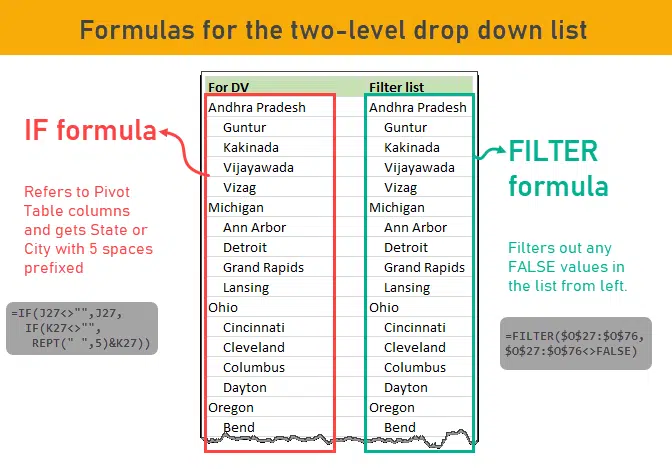 Formulas for the two-level drop down list
For DV
Filter list
IF formula
Refers to Pivot
Table columns
and gets State or
City with 5 spaces
prefixed
=IF(J27<>"",J27,
IF(K27<>"",
REPT(" ",5)&K27))
Andhra Pradesh
Guntur
Kakinada
Vijayawada
Vizag
Michigan
Ann Arbor
Detroit
Grand Rapids
Lansing
Ohio
Cincinnati
Cleveland
Columbus
Dayton
Oregon
Bend
Andhra Pradesh
Guntur
Kakinada
Vijayawada
Vizag
Michigan
Ann Arbor
Detroit
Grand Rapids
Lansing
Ohio
Cincinnati
Cleveland
Columbus
Dayton
Oregon
Bend
FILTER
formula
Filters out any
FALSE values in
the list from left.
=FILTER($O$27:$O$76,
$O$27:$O$76<>FALSE)